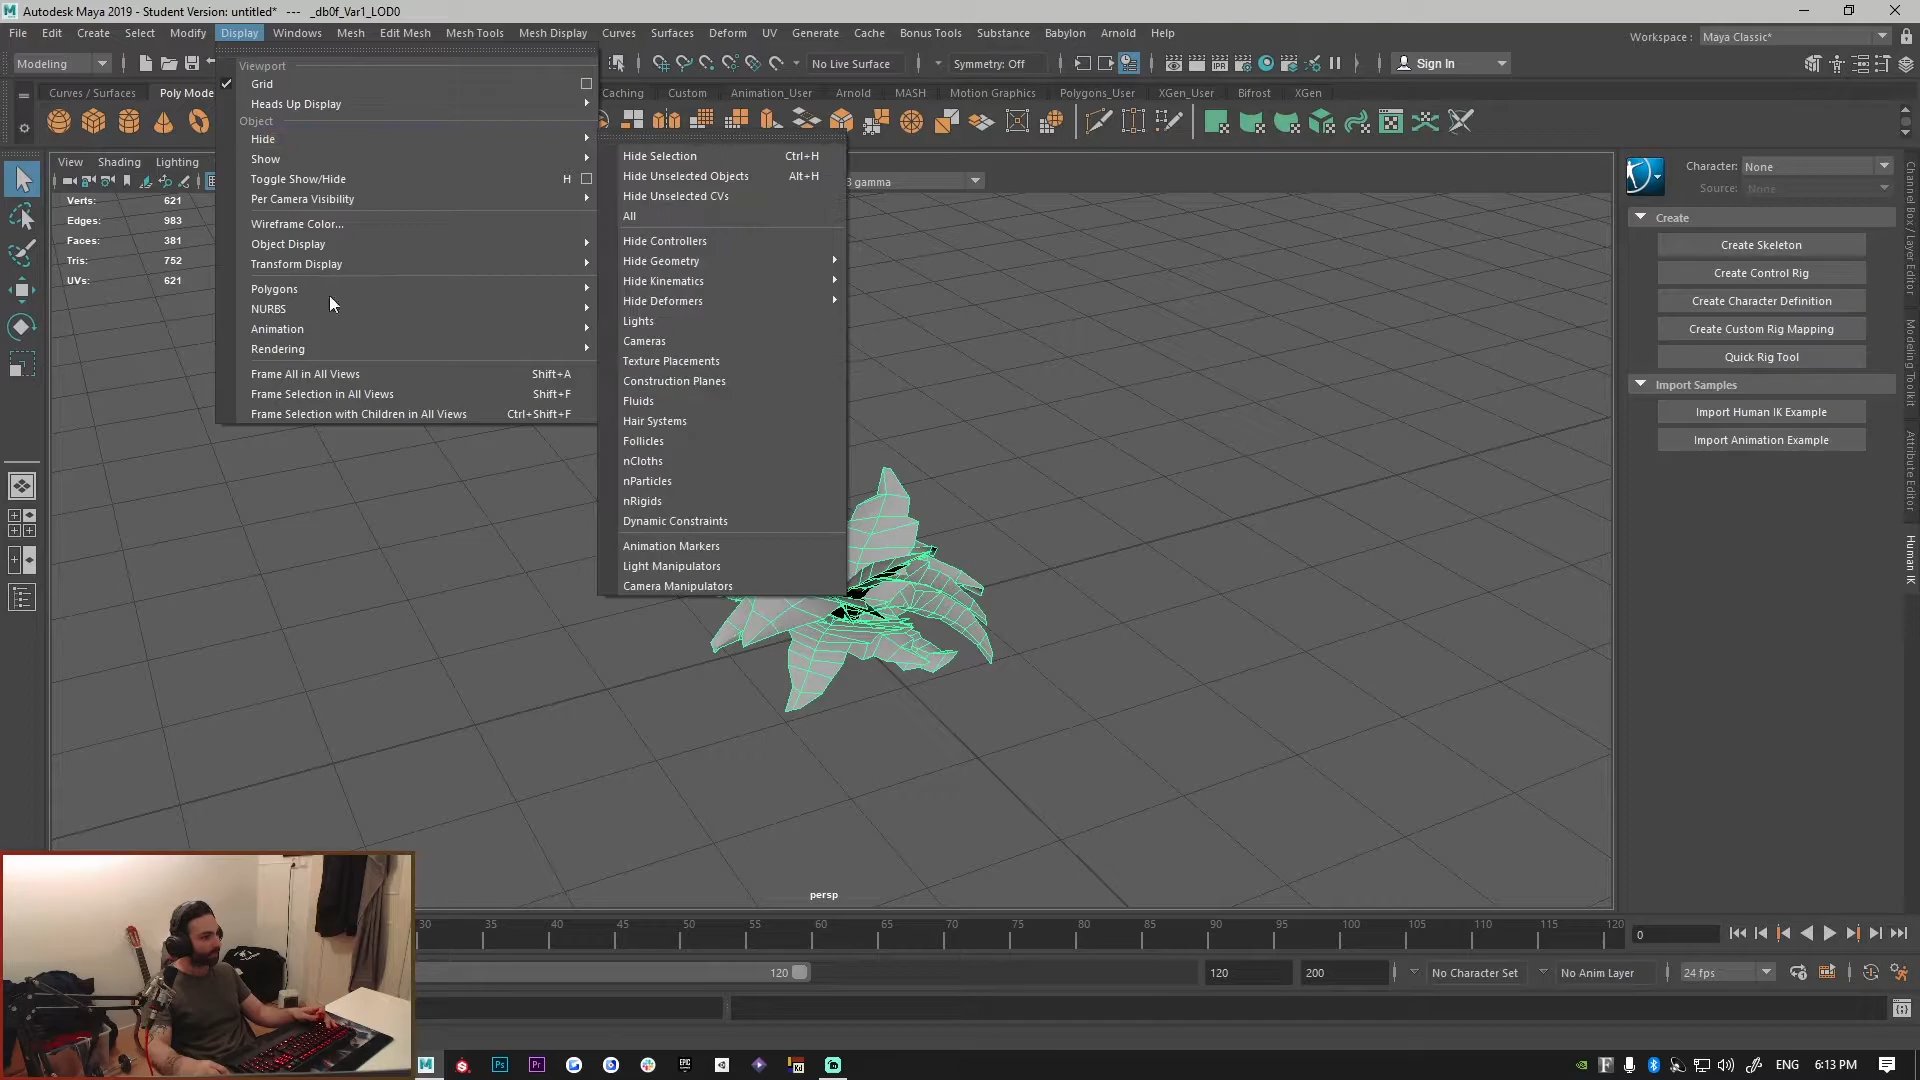 Autodesk Maya 2019 - Student Version: untitled*   ---   _db0f_Var1_LOD0
File Edit Create Select Modify Display Windows Mesh Edit Mesh Mesh Tools Mesh Display Curves Surfaces Deform UV Generate Cache Bonus Tools Substance Babylon Arnold Help
Workspace : Maya Classic*
Modeling
No Live Surface
Symmetry: Off
Sign In
Curves / Surfaces Poly Mode
Caching Custom Animation_User Arnold MASH Motion Graphics Polygons_User XGen_User Bifrost XGen
View Shading Lighting
gamma
Verts: 621
Edges: 983
Faces: 381
Tris: 752
UVs: 621
Viewport
Grid
Heads Up Display
Object
Hide
Show
Toggle Show/Hide H
Per Camera Visibility
Wireframe Color...
Object Display
Transform Display
Polygons
NURBS
Animation
Rendering
Frame All in All Views Shift+A
Frame Selection in All Views Shift+F
Frame Selection with Children in All Views Ctrl+Shift+F
Hide Selection Ctrl+H
Hide Unselected Objects Alt+H
Hide Unselected CVs
All
Hide Controllers
Hide Geometry
Hide Kinematics
Hide Deformers
Lights
Cameras
Texture Placements
Construction Planes
Fluids
Hair Systems
Follicles
nCloths
nParticles
nRigids
Dynamic Constraints
Animation Markers
Light Manipulators
Camera Manipulators
Character: None
Source: None
Create
Create Skeleton
Create Control Rig
Create Character Definition
Create Custom Rig Mapping
Quick Rig Tool
Import Samples
Import Human IK Example
Import Animation Example
Channel Box / Layer Editor
Modeling Toolkit
Attribute Editor
Human IK
persp
30 35 40 45 50 55 60 65 70 75 80 85 90 95 100 105 110 115 120
0
120
120
200
No Character Set
No Anim Layer
24 fps
IPR
Ps
Pr
EPIC
ENG
6:13 PM